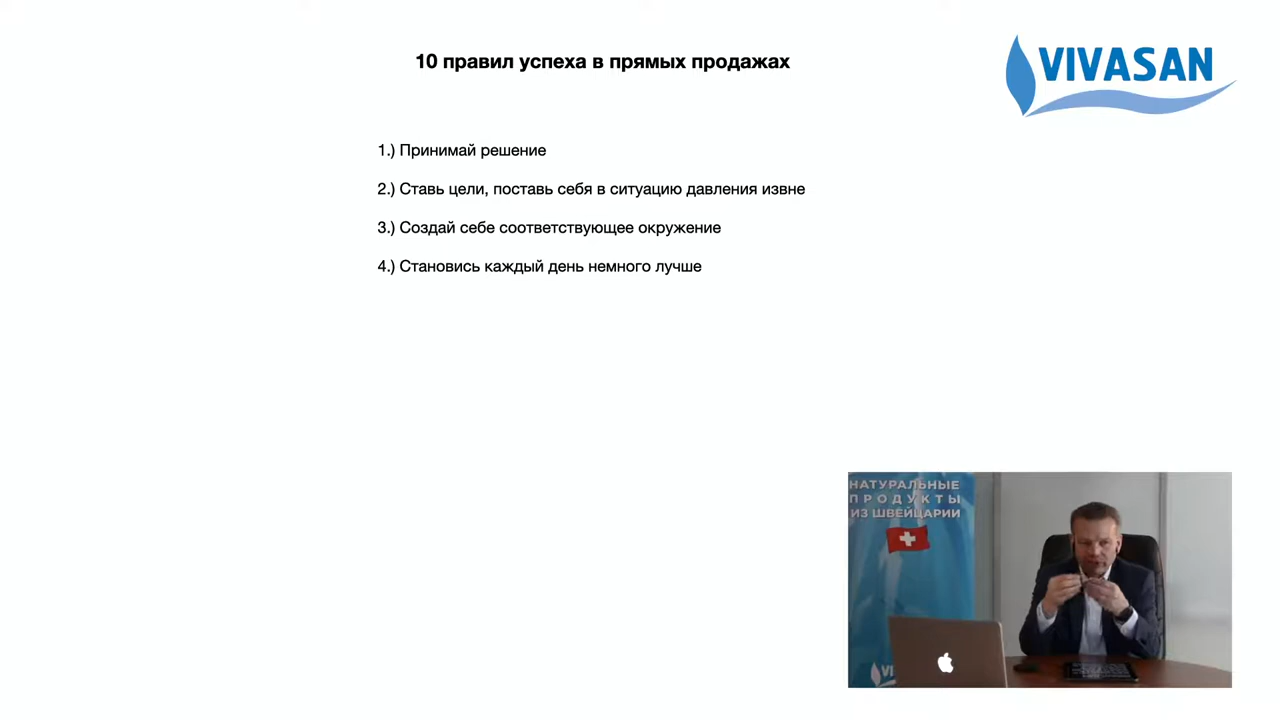 10 правил успеха в прямых продажах
VIVASAN
1.) Принимай решение
2.) Ставь цели, поставь себя в ситуацию давления извне
3.) Создай себе соответствующее окружение
4.) Становись каждый день немного лучше
НАТУРАЛЬНЫЕ
ПРОДУКТЫ
ИЗ ШВЕЙЦАРИИ